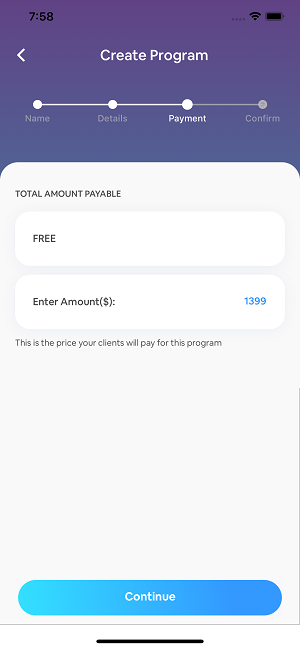 7:58
Create Program
Name Details Payment Confirm
TOTAL AMOUNT PAYABLE
FREE
Enter Amount($): 1399
This is the price your clients will pay for this program
Continue